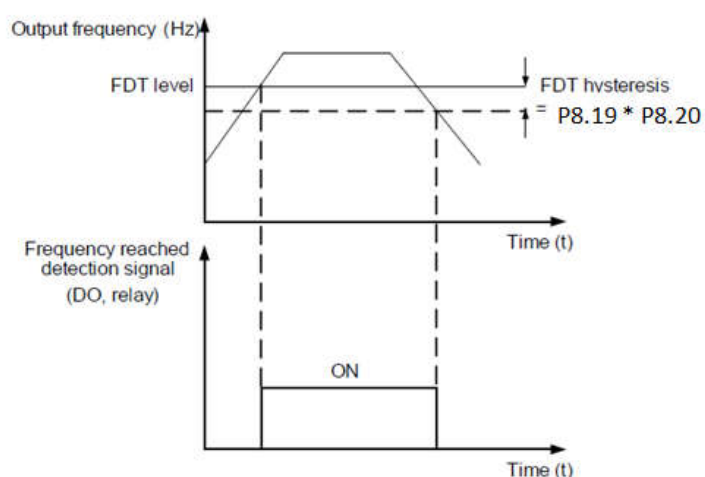 Output frequency (Hz)
FDT level
FDT hvsteresis
= P8.19 * P8.20
Time (t)
Frequency reached
detection signal
(DO, relay)
ON
Time (t)